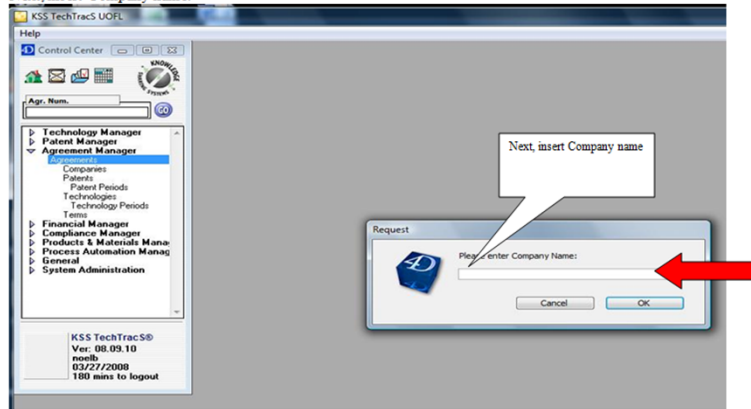 KSS TechTracS UOFL
Help
Control Center
KNOWLEDGE
SYSTEMS
Agr. Num.
GO
Technology Manager
Patent Manager
Agreement Manager
Agreements
Companies
Patents
Patent Periods
Technologies
Technology Periods
Terms
Financial Manager
Compliance Manager
Products & Materials Mana
Process Automation Manag
General
System Administration
KSS TechTracS®
Ver: 08.09.10
noelb
03/27/2008
180 mins to logout
Next, insert Company name
Request
4D
Please enter Company Name:
Cancel
OK